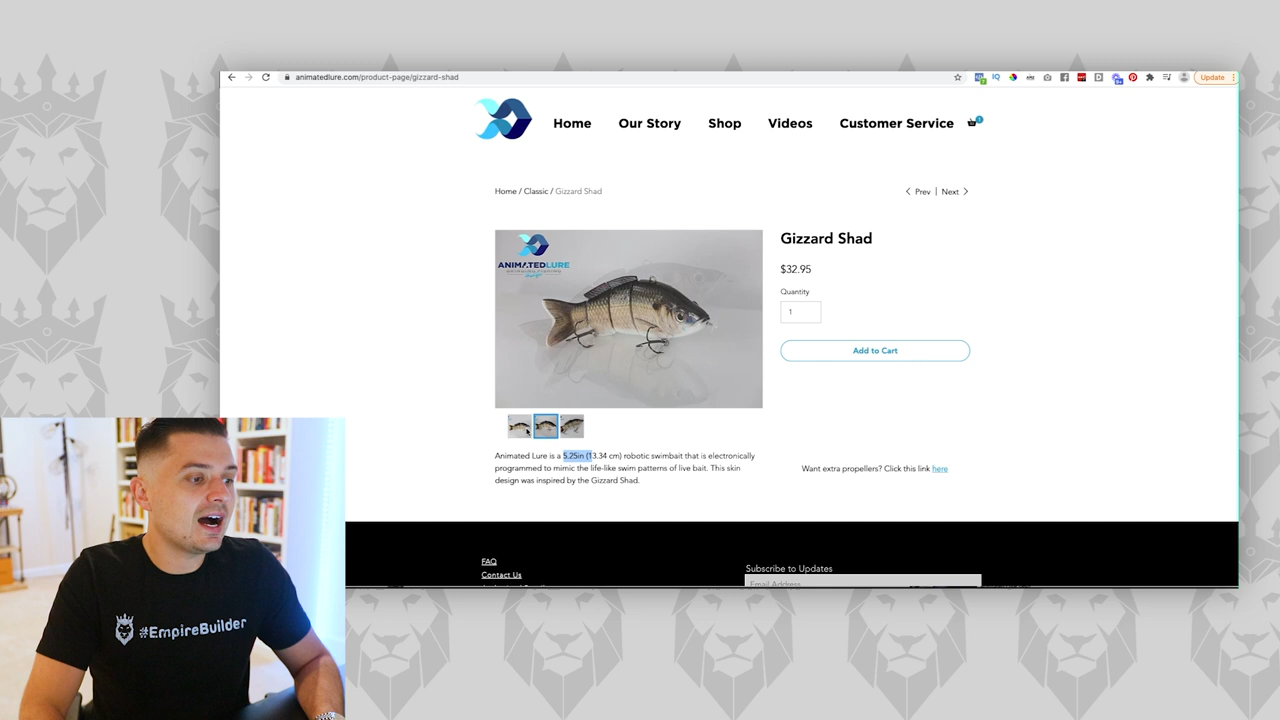 animatedlure.com/product-page/gizzard-shad
Update
Home
Our Story
Shop
Videos
Customer Service
1
Home / Classic / Gizzard Shad
Prev | Next
ANIMATEDLURE
Gizzard Shad
$32.95
Quantity
1
Add to Cart
Animated Lure is a 5.25in (13.34 cm) robotic swimbait that is electronically
programmed to mimic the life-like swim patterns of live bait. This skin
design was inspired by the Gizzard Shad.
Want extra propellers? Click this link here
FAQ
Contact Us
Subscribe to Updates
Email Address
#EmpireBuilder